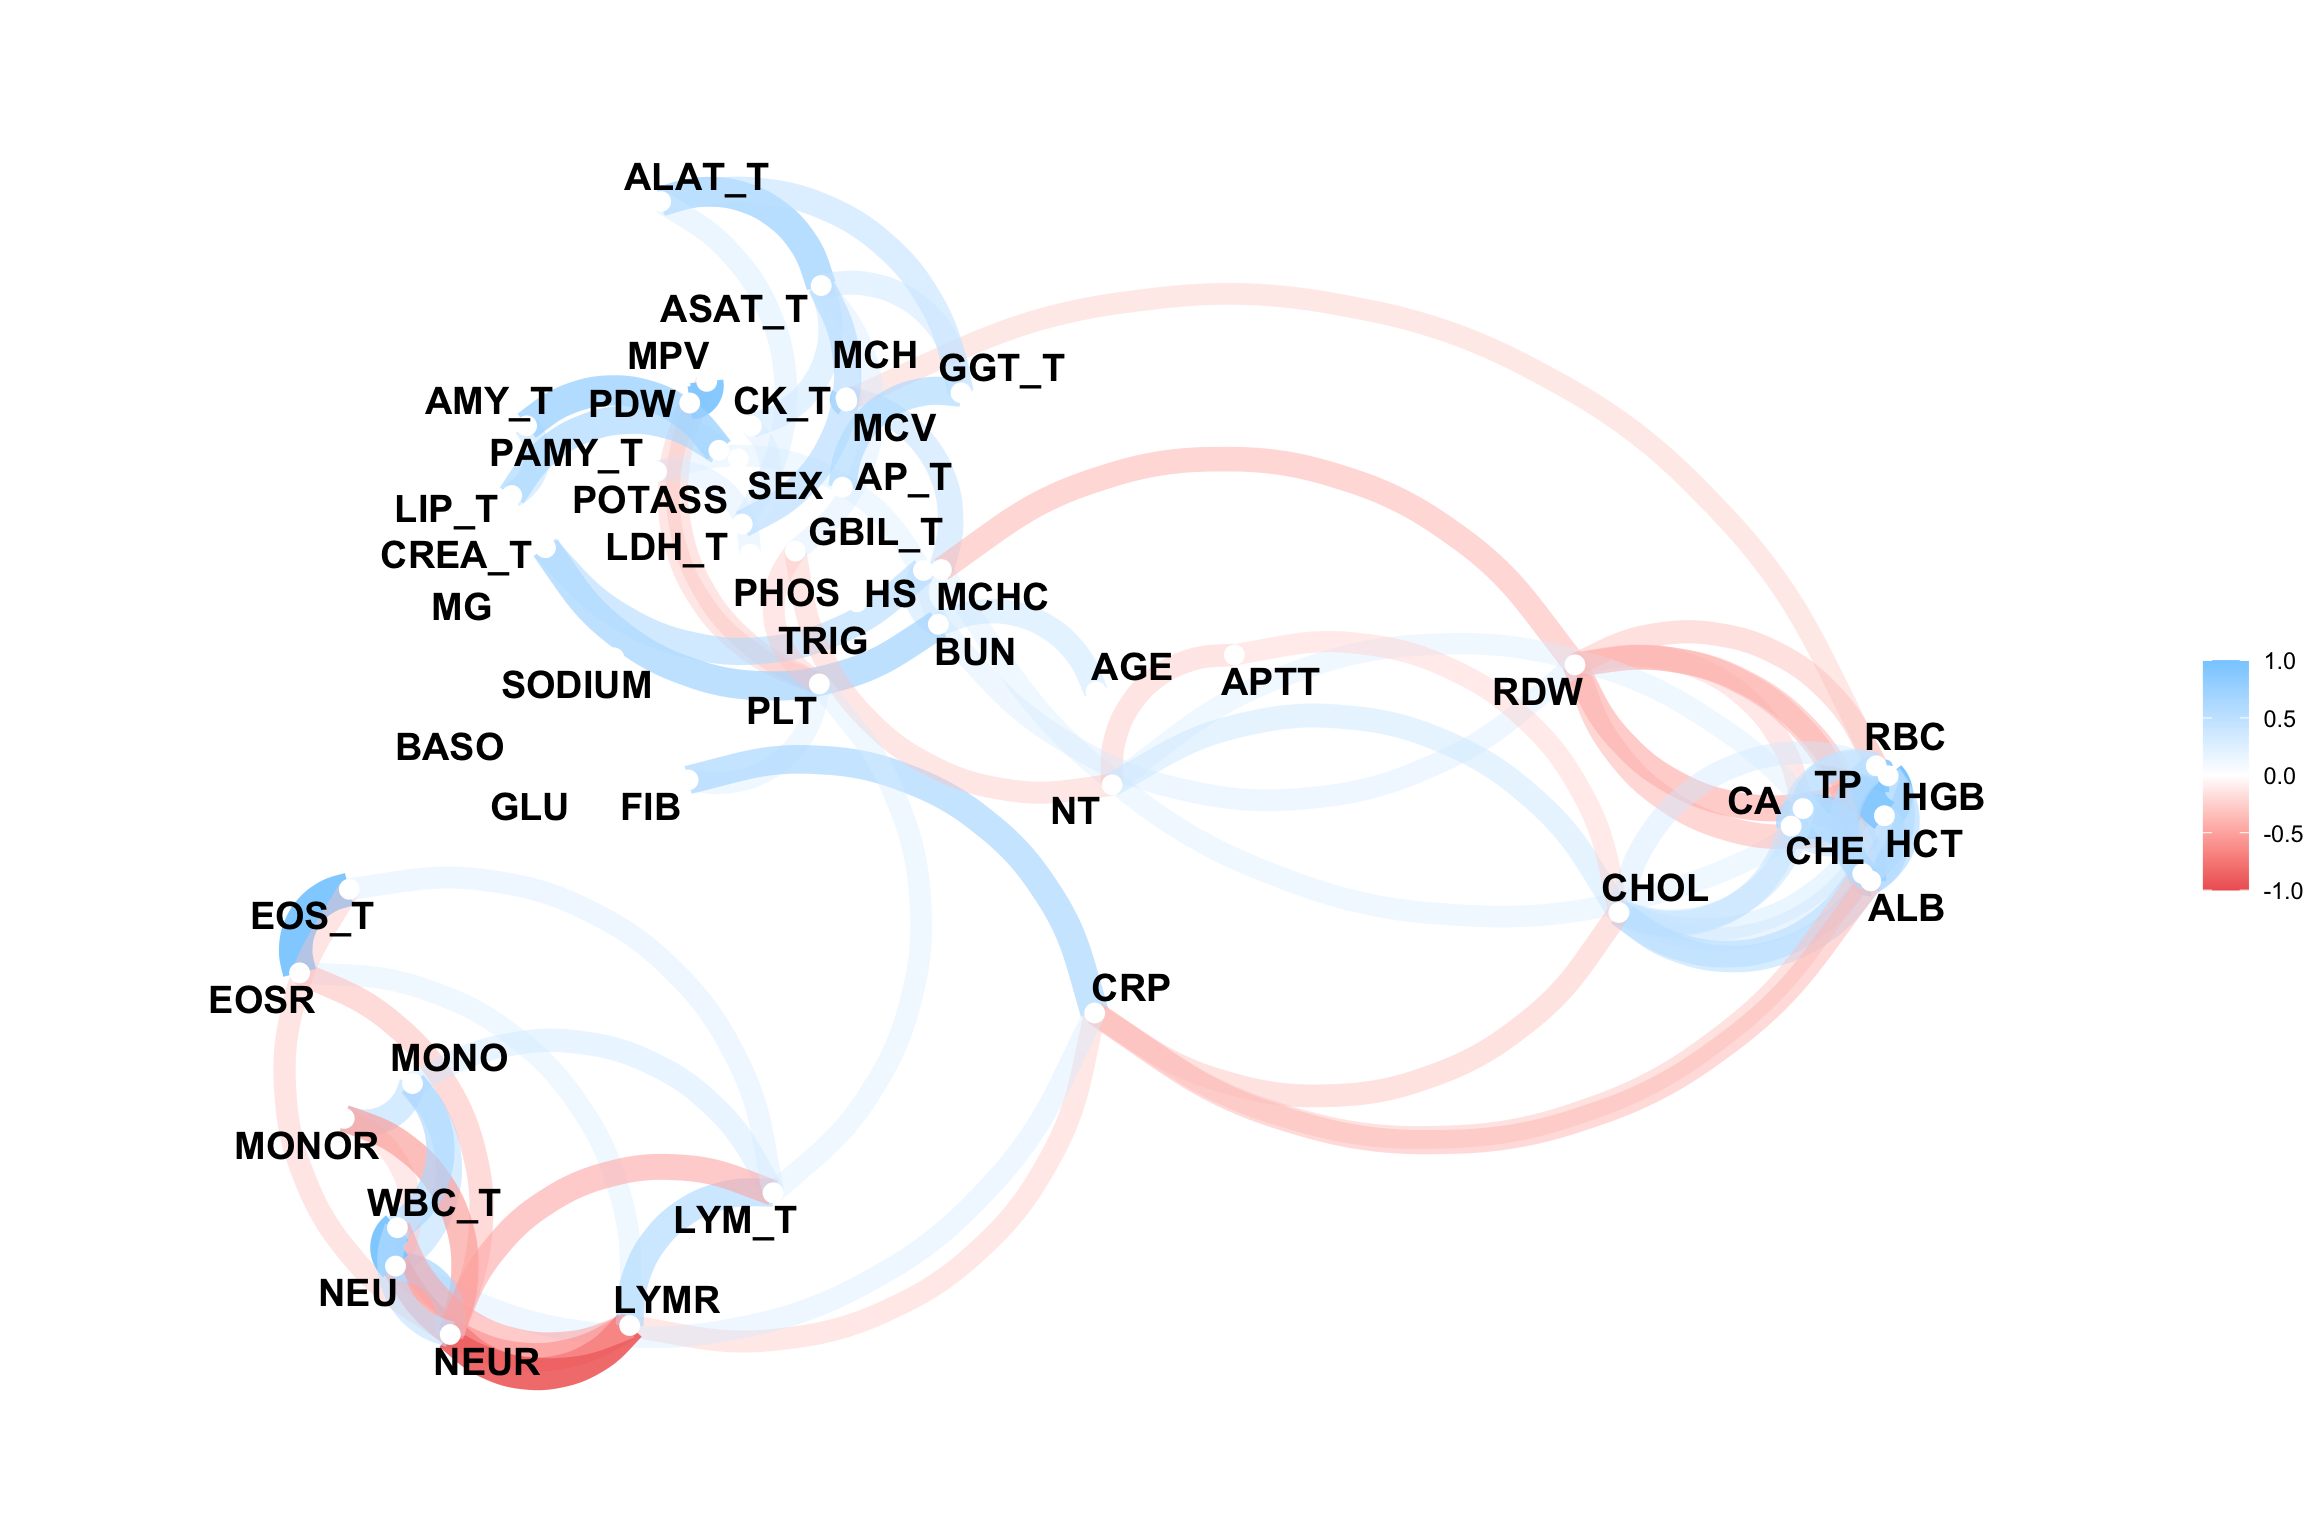 ALAT_T
ASAT_T
MPV
MCH
GGT_T
AMY_T
PDW
CK_T
MCV
PAMY_T
SEX
AP_T
POTASS
LIP_T
GBIL_T
CREA_T
LDH_T
PHOS
HS
MCHC
MG
TRIG
BUN
AGE
APTT
SODIUM
RDW
PLT
RBC
BASO
TP
CA
HGB
GLU
FIB
NT
CHE
HCT
CHOL
ALB
EOS_T
CRP
EOSR
MONO
MONOR
WBC_T
LYM_T
NEU
LYMR
NEUR
1.0
0.5
0.0
-0.5
-1.0